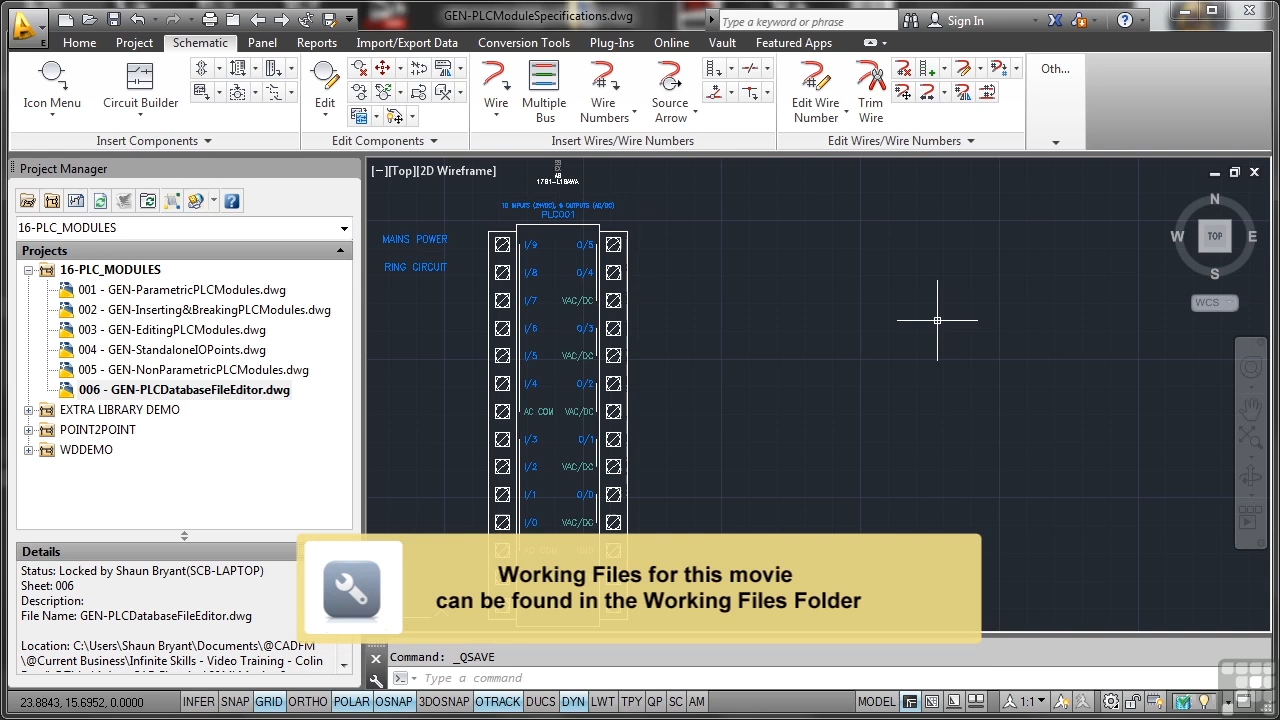 GEN-PLCModuleSpecifications.dwg
Type a keyword or phrase
Sign In
E
Home Project Schematic Panel Reports Import/Export Data Conversion Tools Plug-Ins Online Vault Featured Apps
Icon Menu
Circuit Builder
Edit
Wire
Multiple Bus
Wire Numbers
Source Arrow
Edit Wire Number
Trim Wire
Oth...
Insert Components
Edit Components
Insert Wires/Wire Numbers
Edit Wires/Wire Numbers
Project Manager
16-PLC_MODULES
Projects
16-PLC_MODULES
001 - GEN-ParametricPLCModules.dwg
002 - GEN-Inserting&BreakingPLCModules.dwg
003 - GEN-EditingPLCModules.dwg
004 - GEN-StandaloneIOPoints.dwg
005 - GEN-NonParametricPLCModules.dwg
006 - GEN-PLCDatabaseFileEditor.dwg
EXTRA LIBRARY DEMO
POINT2POINT
WDDEMO
Details
Status: Locked by Shaun Bryant(SCB-LAPTOP)
Sheet: 006
Description:
File Name: GEN-PLCDatabaseFileEditor.dwg
Location: C:\Users\Shaun Bryant\@CADFM
\@Current Business\Infinite Skills - Video Training - Colin
[−][Top][2D Wireframe]
AB
PLC001
MAINS POWER
RING CIRCUIT
I/9 O/5
I/8 O/4
I/7 VAC/DC
I/6 O/3
I/5 VAC/DC
I/4 O/2
AC COM VAC/DC
I/3 O/1
I/2 VAC/DC
I/1 O/0
I/0 VAC/DC
N
W TOP E
S
WCS
Working Files for this movie
can be found in the Working Files Folder
Command: _QSAVE
Type a command
23.8843, 15.6952, 0.0000
INFER SNAP GRID ORTHO POLAR OSNAP 3DOSNAP OTRACK DUCS DYN LWT TPY QP SC AM
MODEL
1:1